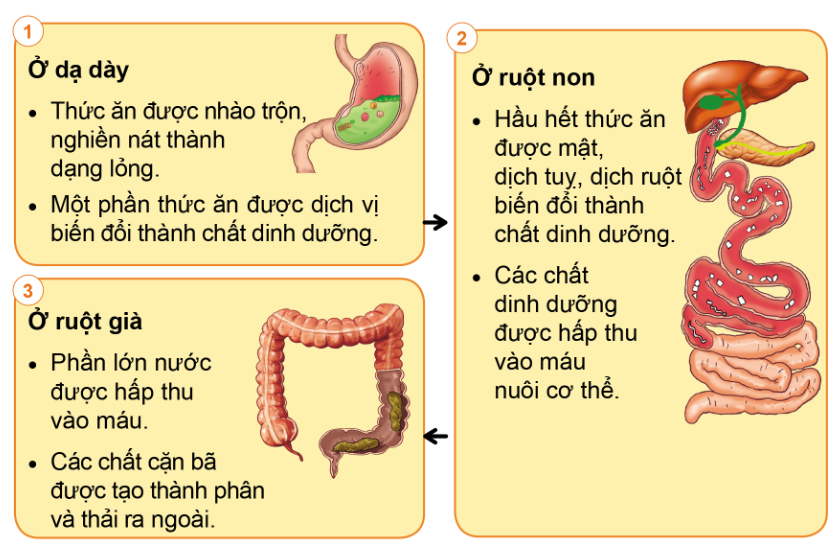 1
Ở dạ dày
• Thức ăn được nhào trộn,
nghiền nát thành
dạng lỏng.
• Một phần thức ăn được dịch vị
biến đổi thành chất dinh dưỡng.
2
Ở ruột non
• Hầu hết thức ăn
được mật,
dịch tuỵ, dịch ruột
biến đổi thành
chất dinh dưỡng.
• Các chất
dinh dưỡng
được hấp thu
vào máu
nuôi cơ thể.
3
Ở ruột già
• Phần lớn nước
được hấp thu
vào máu.
• Các chất cặn bã
được tạo thành phân
và thải ra ngoài.